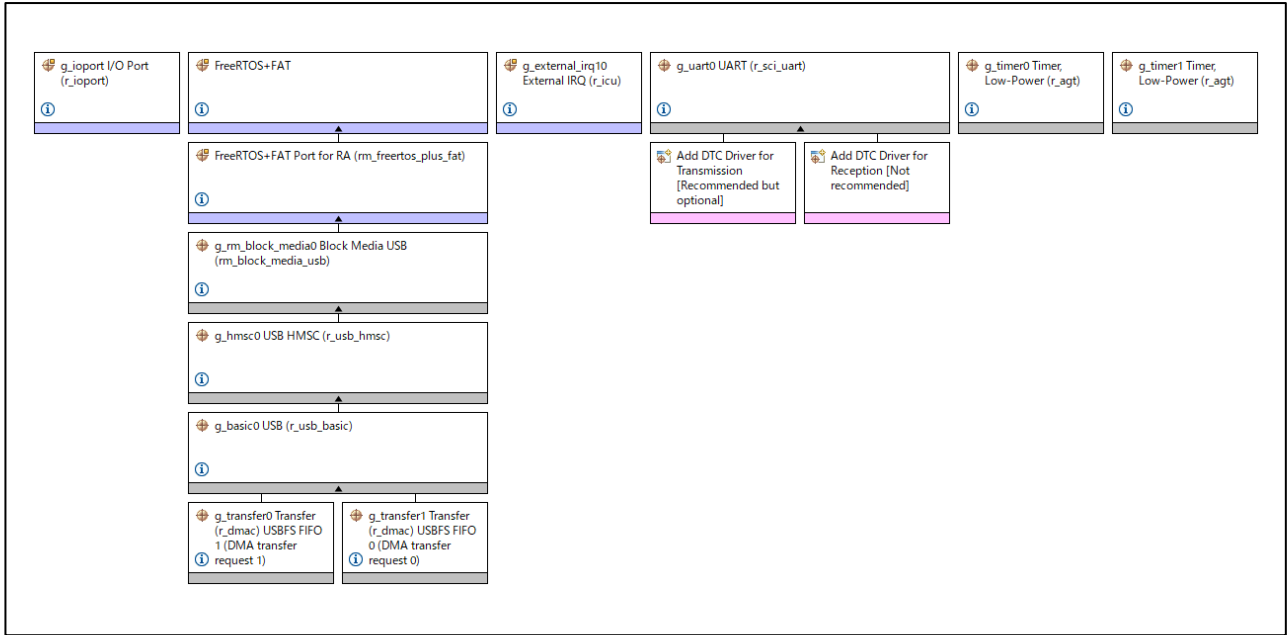 g_ioport I/O Port
(r_ioport)
FreeRTOS+FAT
g_external_irq10
External IRQ (r_icu)
g_uart0 UART (r_sci_uart)
g_timer0 Timer,
Low-Power (r_agt)
g_timer1 Timer,
Low-Power (r_agt)
FreeRTOS+FAT Port for RA (rm_freertos_plus_fat)
Add DTC Driver for
Transmission
[Recommended but
optional]
Add DTC Driver for
Reception [Not
recommended]
g_rm_block_media0 Block Media USB
(rm_block_media_usb)
g_hmsc0 USB HMSC (r_usb_hmsc)
g_basic0 USB (r_usb_basic)
g_transfer0 Transfer
(r_dmac) USBFS FIFO
1 (DMA transfer
request 1)
g_transfer1 Transfer
(r_dmac) USBFS FIFO
0 (DMA transfer
request 0)